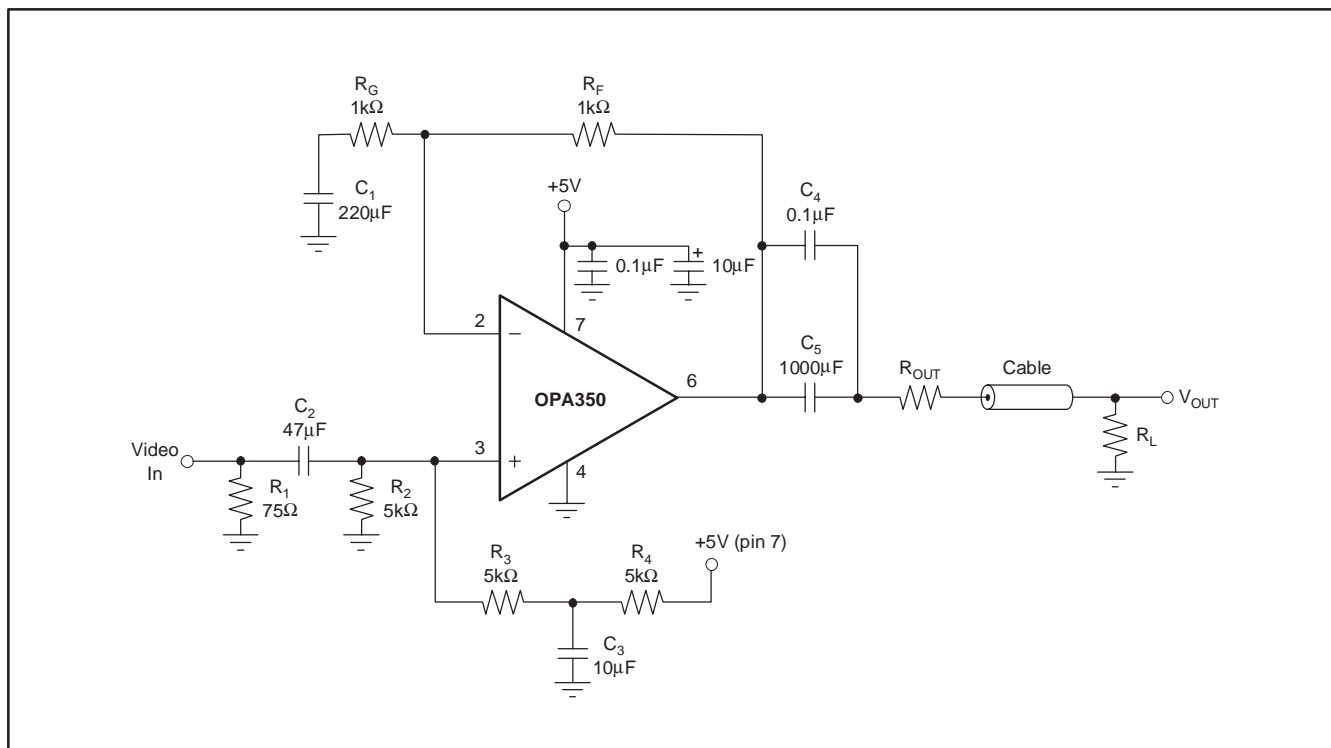 R_G
1kΩ
R_F
1kΩ
C_1
220μF
+5V
C_4
0.1μF
+
0.1μF
10μF
2
−
7
C_5
1000μF
R_OUT
Cable
6
OPA350
V_OUT
C_2
47μF
R_L
Video
In
3
+
4
R_1
75Ω
R_2
5kΩ
+5V (pin 7)
R_3
5kΩ
R_4
5kΩ
C_3
10μF